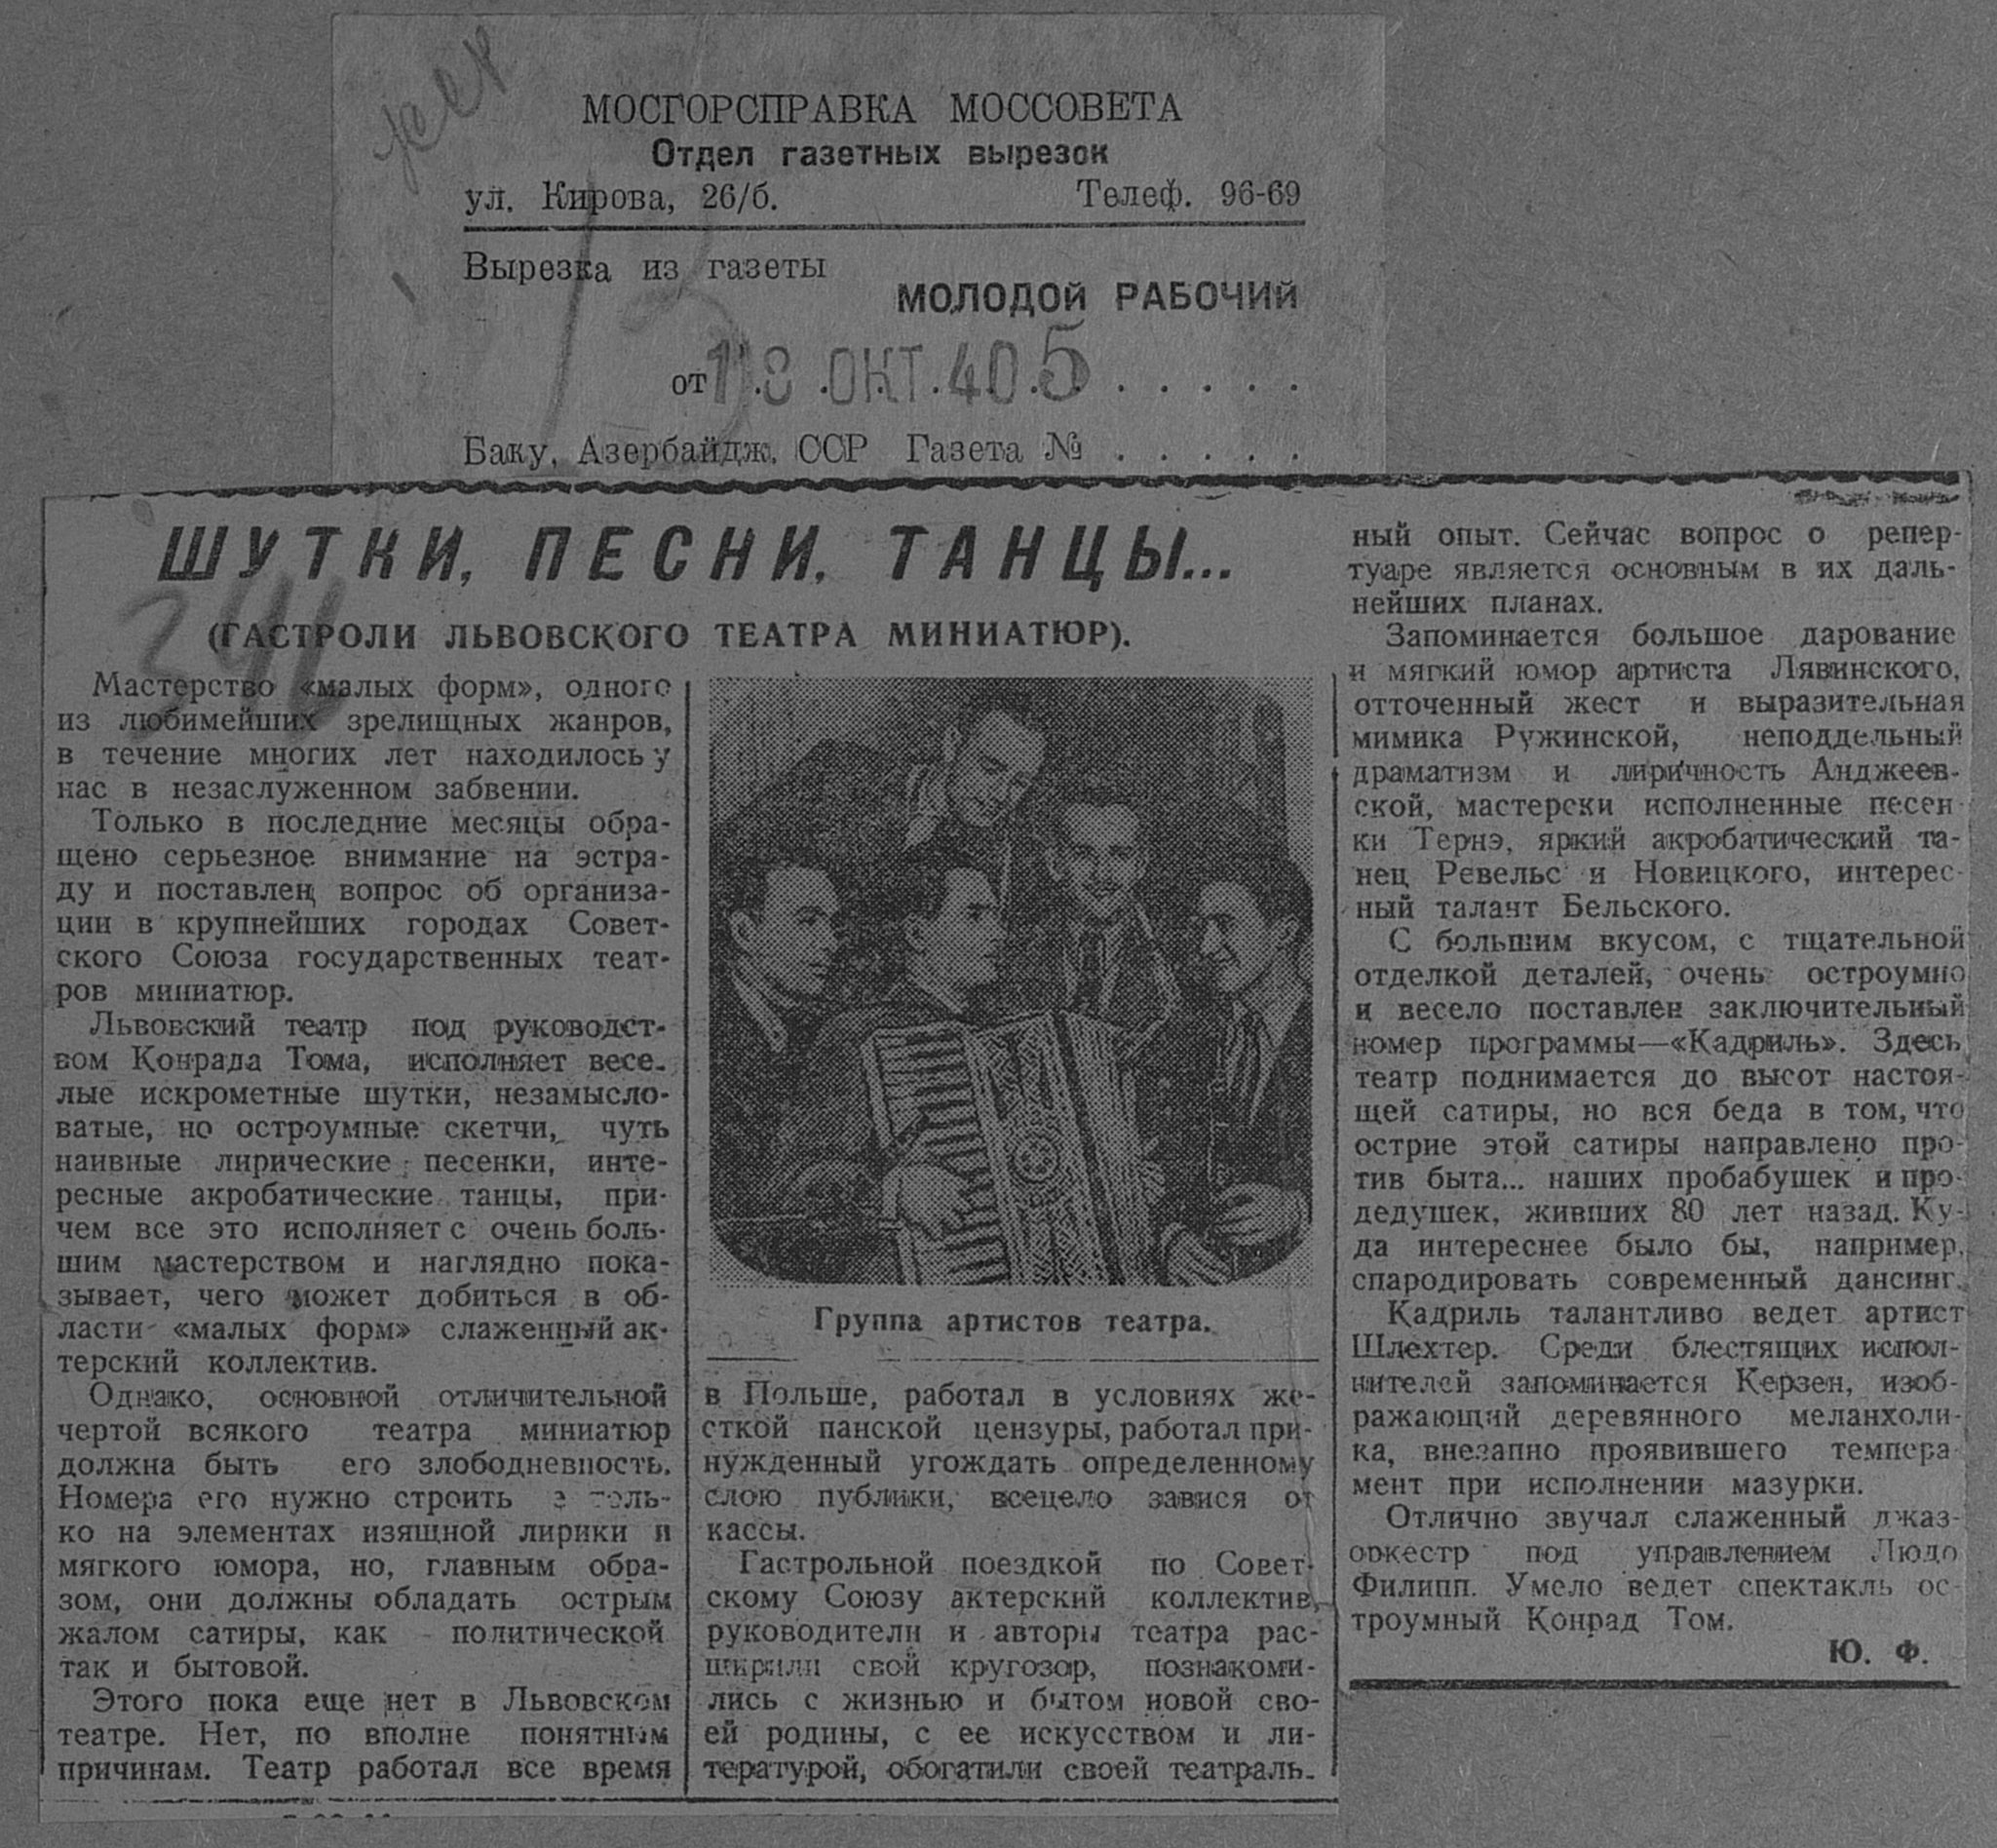 МОСГОРСПРАВКА МОССОВЕТА
Отдел газетных вырезок
ул. Кирова, 26/б. Телеф. 96-69
Вырезка из газеты
МОЛОДОЙ РАБОЧИЙ
от 18 ОКТ. 40 5
Баку, Азербайдж. ССР Газета №
ШУТКИ, ПЕСНИ, ТАНЦЫ...
(ГАСТРОЛИ ЛЬВОВСКОГО ТЕАТРА МИНИАТЮР).
Мастерство «малых форм», одного
из любимейших зрелищных жанров,
в течение многих лет находилось у
нас в незаслуженном забвении.
Только в последние месяцы обра-
щено серьезное внимание на эстра-
ду и поставлен вопрос об организа-
ции в крупнейших городах Совет-
ского Союза государственных теат-
ров миниатюр.
Львовский театр под руководст-
вом Конрада Тома, исполняет весе-
лые искрометные шутки, незамысло-
ватые, но остроумные скетчи, чуть
наивные лирические песенки, инте-
ресные акробатические танцы, при-
чем все это исполняет с очень боль-
шим мастерством и наглядно пока-
зывает, чего может добиться в об-
ласти «малых форм» слаженный ак-
терский коллектив.
Однако, основной отличительной
чертой всякого театра миниатюр
должна быть его злободневность.
Номера его нужно строить толь-
ко на элементах изящной лирики и
мягкого юмора, но, главным обра-
зом, они должны обладать острым
жалом сатиры, как политической
так и бытовой.
Этого пока еще нет в Львовском
театре. Нет, по вполне понятным
причинам. Театр работал все время
Группа артистов театра.
в Польше, работал в условиях же-
сткой панской цензуры, работал при-
нужденный угождать определенному
слою публики, всецело завися от
кассы.
Гастрольной поездкой по Совет-
скому Союзу актерский коллектив,
руководители и авторы театра рас-
ширили свой кругозор, познакоми-
лись с жизнью и бытом новой сво-
ей родины, с ее искусством и ли-
тературой, обогатили своей театраль-
ный опыт. Сейчас вопрос о репер-
туаре является основным в их даль-
нейших планах.
Запоминается большое дарование
и мягкий юмор артиста Лявинского,
отточенный жест и выразительная
мимика Ружинской, неподдельный
драматизм и лиричность Анджеев-
ской, мастерски исполненные песен-
ки Тернэ, яркий акробатический та-
нец Ревельс и Новицкого, интерес-
ный талант Бельского.
С большим вкусом, с тщательной
отделкой деталей, очень остроумно
и весело поставлен заключительный
номер программы—«Кадриль». Здесь
театр поднимается до высот настоя-
щей сатиры, но вся беда в том, что
острие этой сатиры направлено про-
тив быта... наших пробабушек и про-
дедушек, живших 80 лет назад. Ку-
да интереснее было бы, например,
спародировать современный дансинг.
Кадриль талантливо ведет артист
Шлехтер. Среди блестящих испол-
нителей запоминается Керзен, изоб-
ражающий деревянного меланхоли-
ка, внезапно проявившего темпера-
мент при исполнении мазурки.
Отлично звучал слаженный джаз-
оркестр под управлением Людо
Филипп. Умело ведет спектакль ос-
троумный Конрад Том.
Ю. Ф.